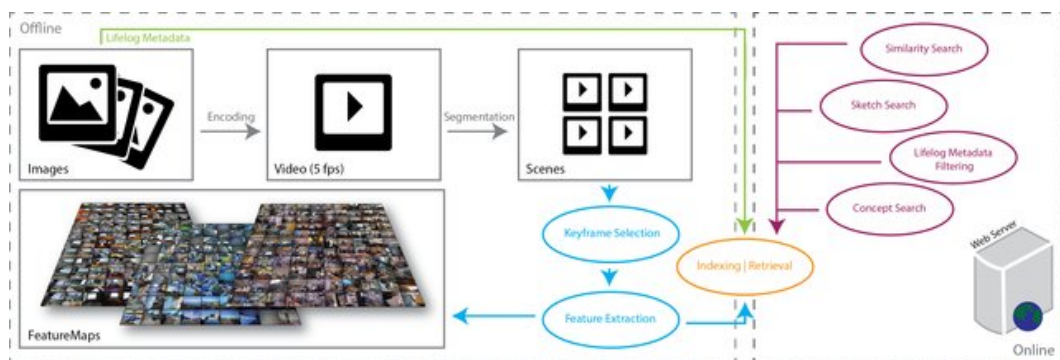 Offline
Lifelog Metadata
Similarity Search
Encoding
Segmentation
Sketch Search
Images
Video (5 fps)
Scenes
Lifelog Metadata
Filtering
Concept Search
Keyframe Selection
Web Server
Indexing | Retrieval
Feature Extraction
FeatureMaps
Online